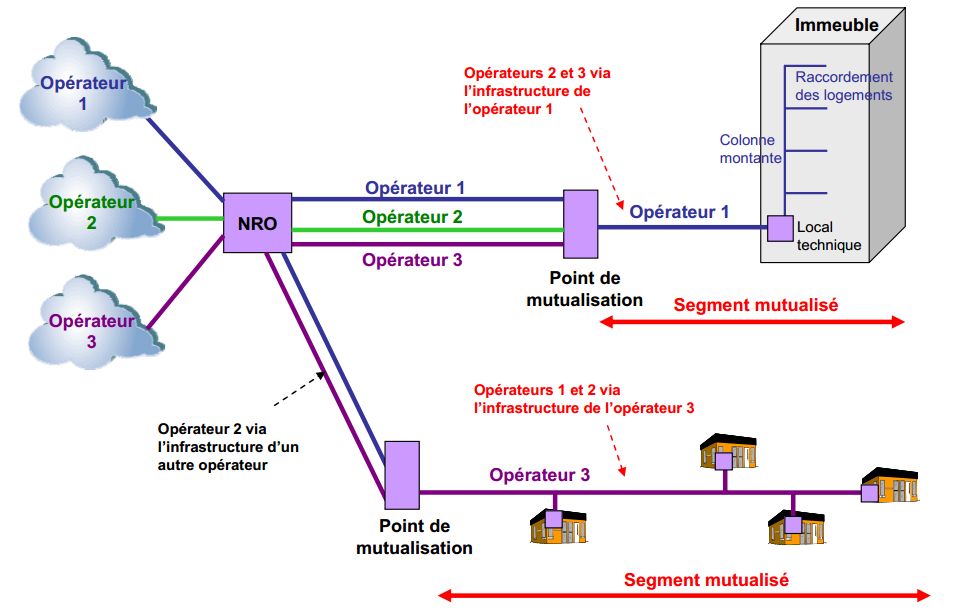 Immeuble
Opérateur
1
Opérateurs 2 et 3 via
l’infrastructure de
l’opérateur 1
Raccordement
des logements
Colonne
montante
Opérateur
2
NRO
Opérateur 1
Opérateur 2
Opérateur 3
Opérateur 1
Local
technique
Point de
mutualisation
Segment mutualisé
Opérateur
3
Opérateur 2 via
l’infrastructure d’un
autre opérateur
Opérateurs 1 et 2 via
l’infrastructure de l’opérateur 3
Opérateur 3
Point de
mutualisation
Segment mutualisé